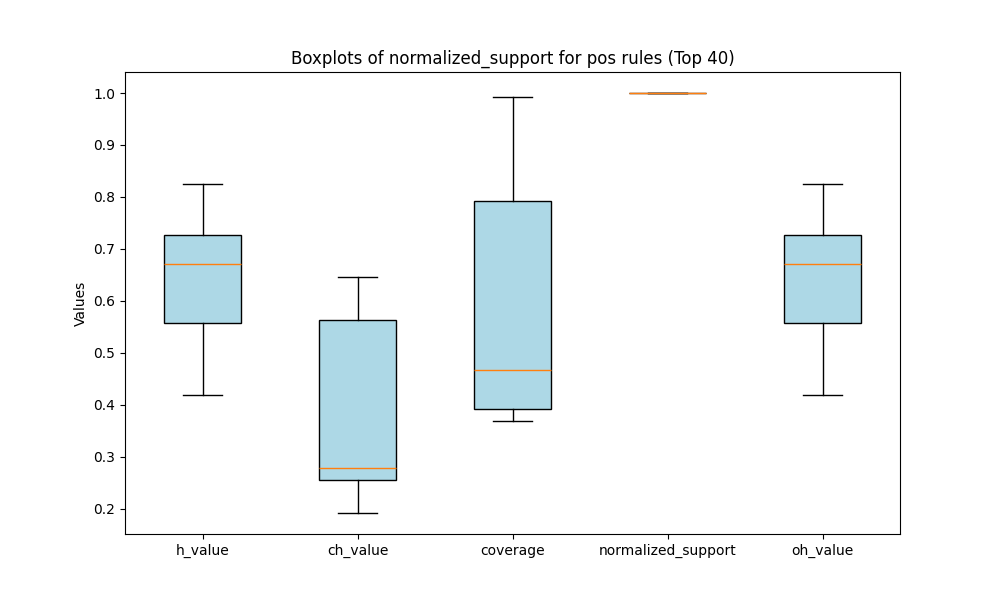 Boxplots of normalized_support for pos rules (Top 40)
Values
1.0
0.9
0.8
0.7
0.6
0.5
0.4
0.3
0.2
h_value
ch_value
coverage
normalized_support
oh_value